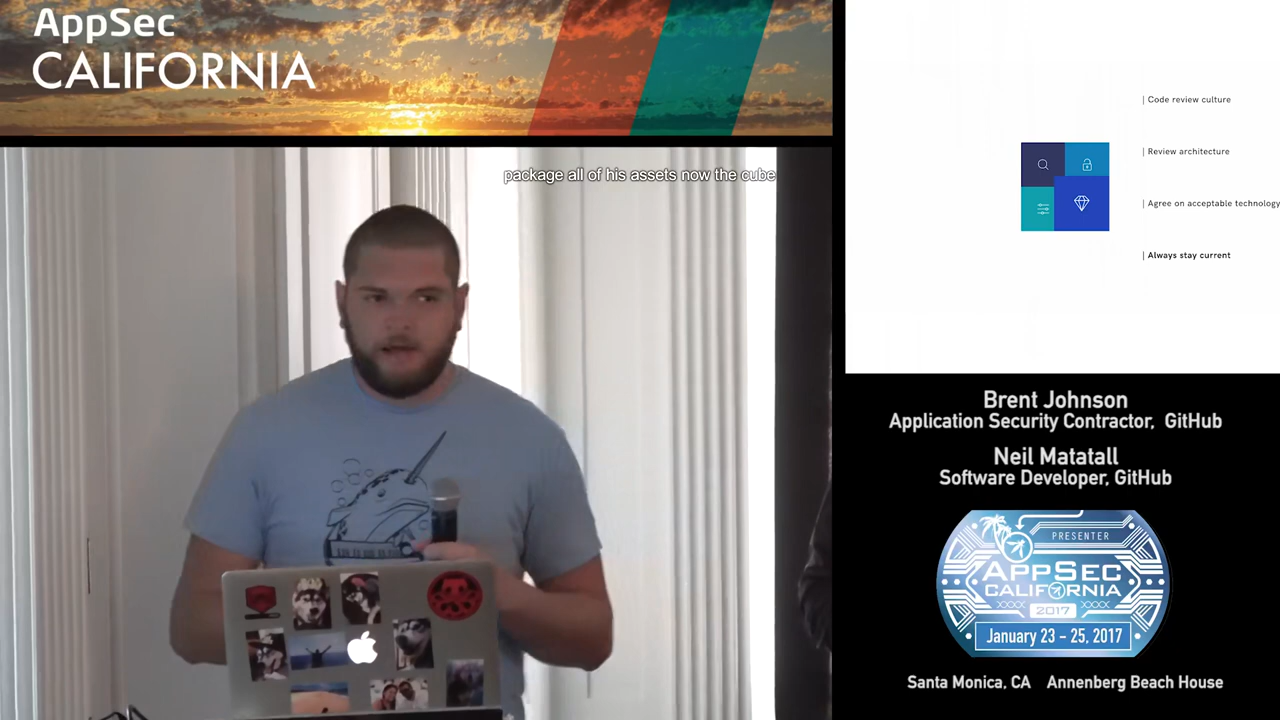 AppSec
CALIFORNIA
package all of his assets now the cube
| Code review culture
| Review architecture
| Agree on acceptable technology
| Always stay current
Brent Johnson
Application Security Contractor, GitHub
Neil Matatall
Software Developer, GitHub
PRESENTER
APPSEC
CALIFORNIA
XXXX 2017 XXXX
January 23 - 25, 2017
Santa Monica, CA Annenberg Beach House